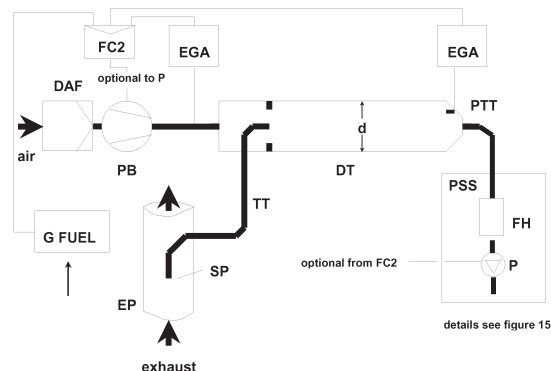 FC2
EGA
EGA
DAF
optional to P
PTT
d
air
PB
DT
PSS
TT
FH
G FUEL
SP
optional from FC2
P
EP
details see figure 15
exhaust